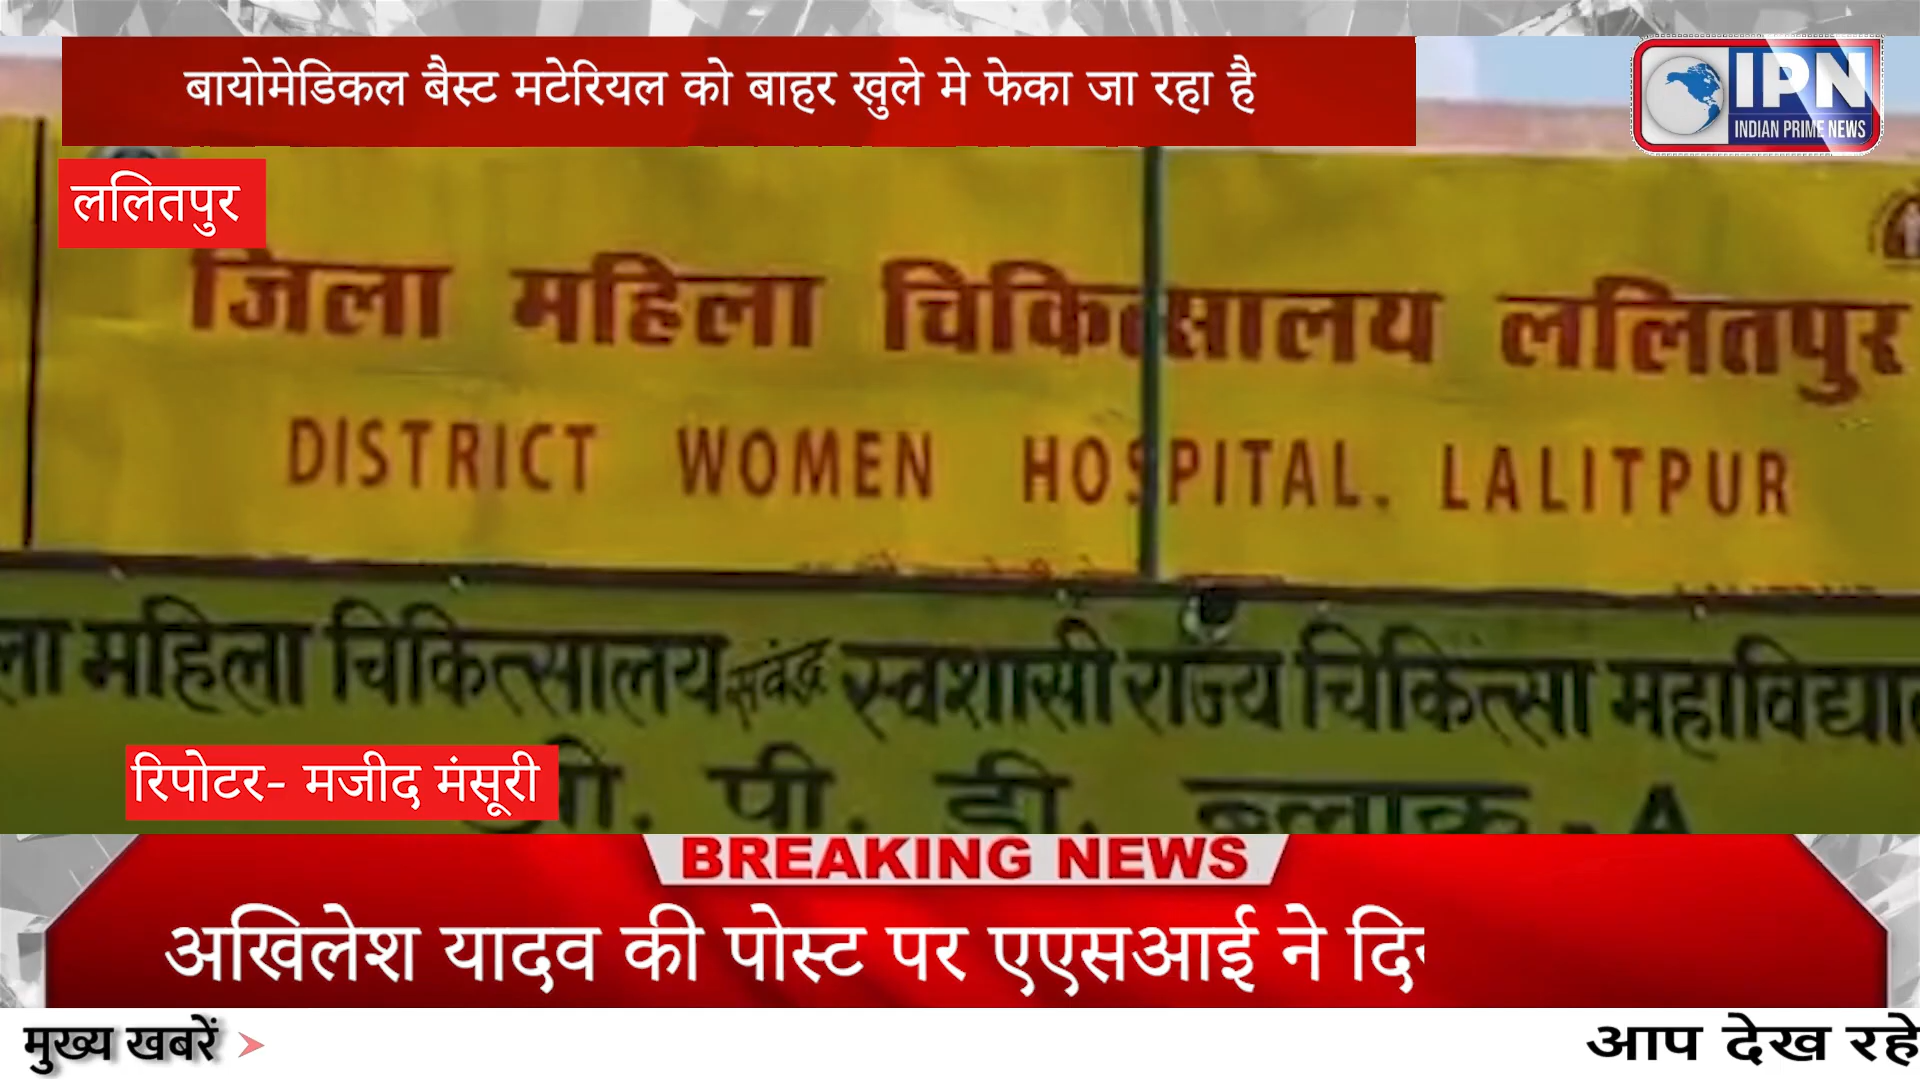 बायोमेडिकल बैस्ट मटेरियल को बाहर खुले मे फेका जा रहा है
IPN
INDIAN PRIME NEWS
ललितपुर
जिला महिला चिकित्सालय ललितपुर
DISTRICT WOMEN HOSPITAL, LALITPUR
महिला चिकित्सालय संबद्ध स्वशासी राज्य चिकित्सा
रिपोटर- मजीद मंसूरी
ओ. पी. डी. ब्लाक-A
BREAKING NEWS
अखिलेश यादव की पोस्ट पर एएसआई ने
मुख्य खबरें
आप देख रहे